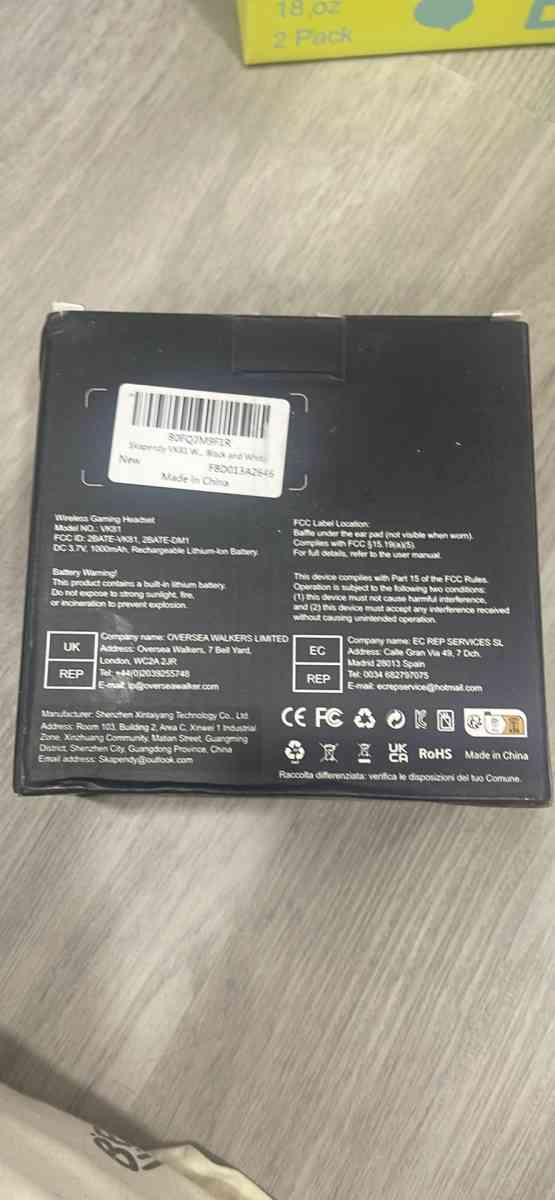 18 oz
2 Pack
Skapendy VK81 W... Black and White
New
Made In China
Wireless Gaming Headset
Model NO.: VK81
FCC ID: 2BATE-VK81, 2BATE-DM1
DC 3.7V, 1000mAh, Rechargeable Lithium-Ion Battery.
Battery Warning!
This product contains a built-in lithium battery.
Do not expose to strong sunlight, fire,
or incineration to prevent explosion.
FCC Label Location:
Baffle under the ear pad (not visible when worn).
Complies with FCC §15.19(a)(5).
For full details, refer to the user manual.
This device complies with Part 15 of the FCC Rules.
Operation is subject to the following two conditions:
(1) this device must not cause harmful interference,
and (2) this device must accept any interference received
without causing unintended operation.
UK
REP
Company name: OVERSEA WALKERS LIMITED
Address: Oversea Walkers, 7 Bell Yard,
London, WC2A 2JR
Tel: +44(0)2039255748
E-mail: ip@overseawalker.com
EC
REP
Company name: EC REP SERVICES SL
Address: Calle Gran Via 49, 7 Dch.
Madrid 28013 Spain
Tel: 0034 682797075
E-mail: ecrepservice@hotmail.com
Manufacturer: Shenzhen Xintaiyang Technology Co., Ltd.
Address: Room 103, Building 2, Area C, Xinwei 1 Industrial
Zone, Xinzhuang Community, Matian Street, Guangming
District, Shenzhen City, Guangdong Province, China
Email address: Skapendy@outlook.com
CE FC
UK
CA
RoHS
Made in China
Raccolta differenziata: verifica le disposizioni del tuo Comune.